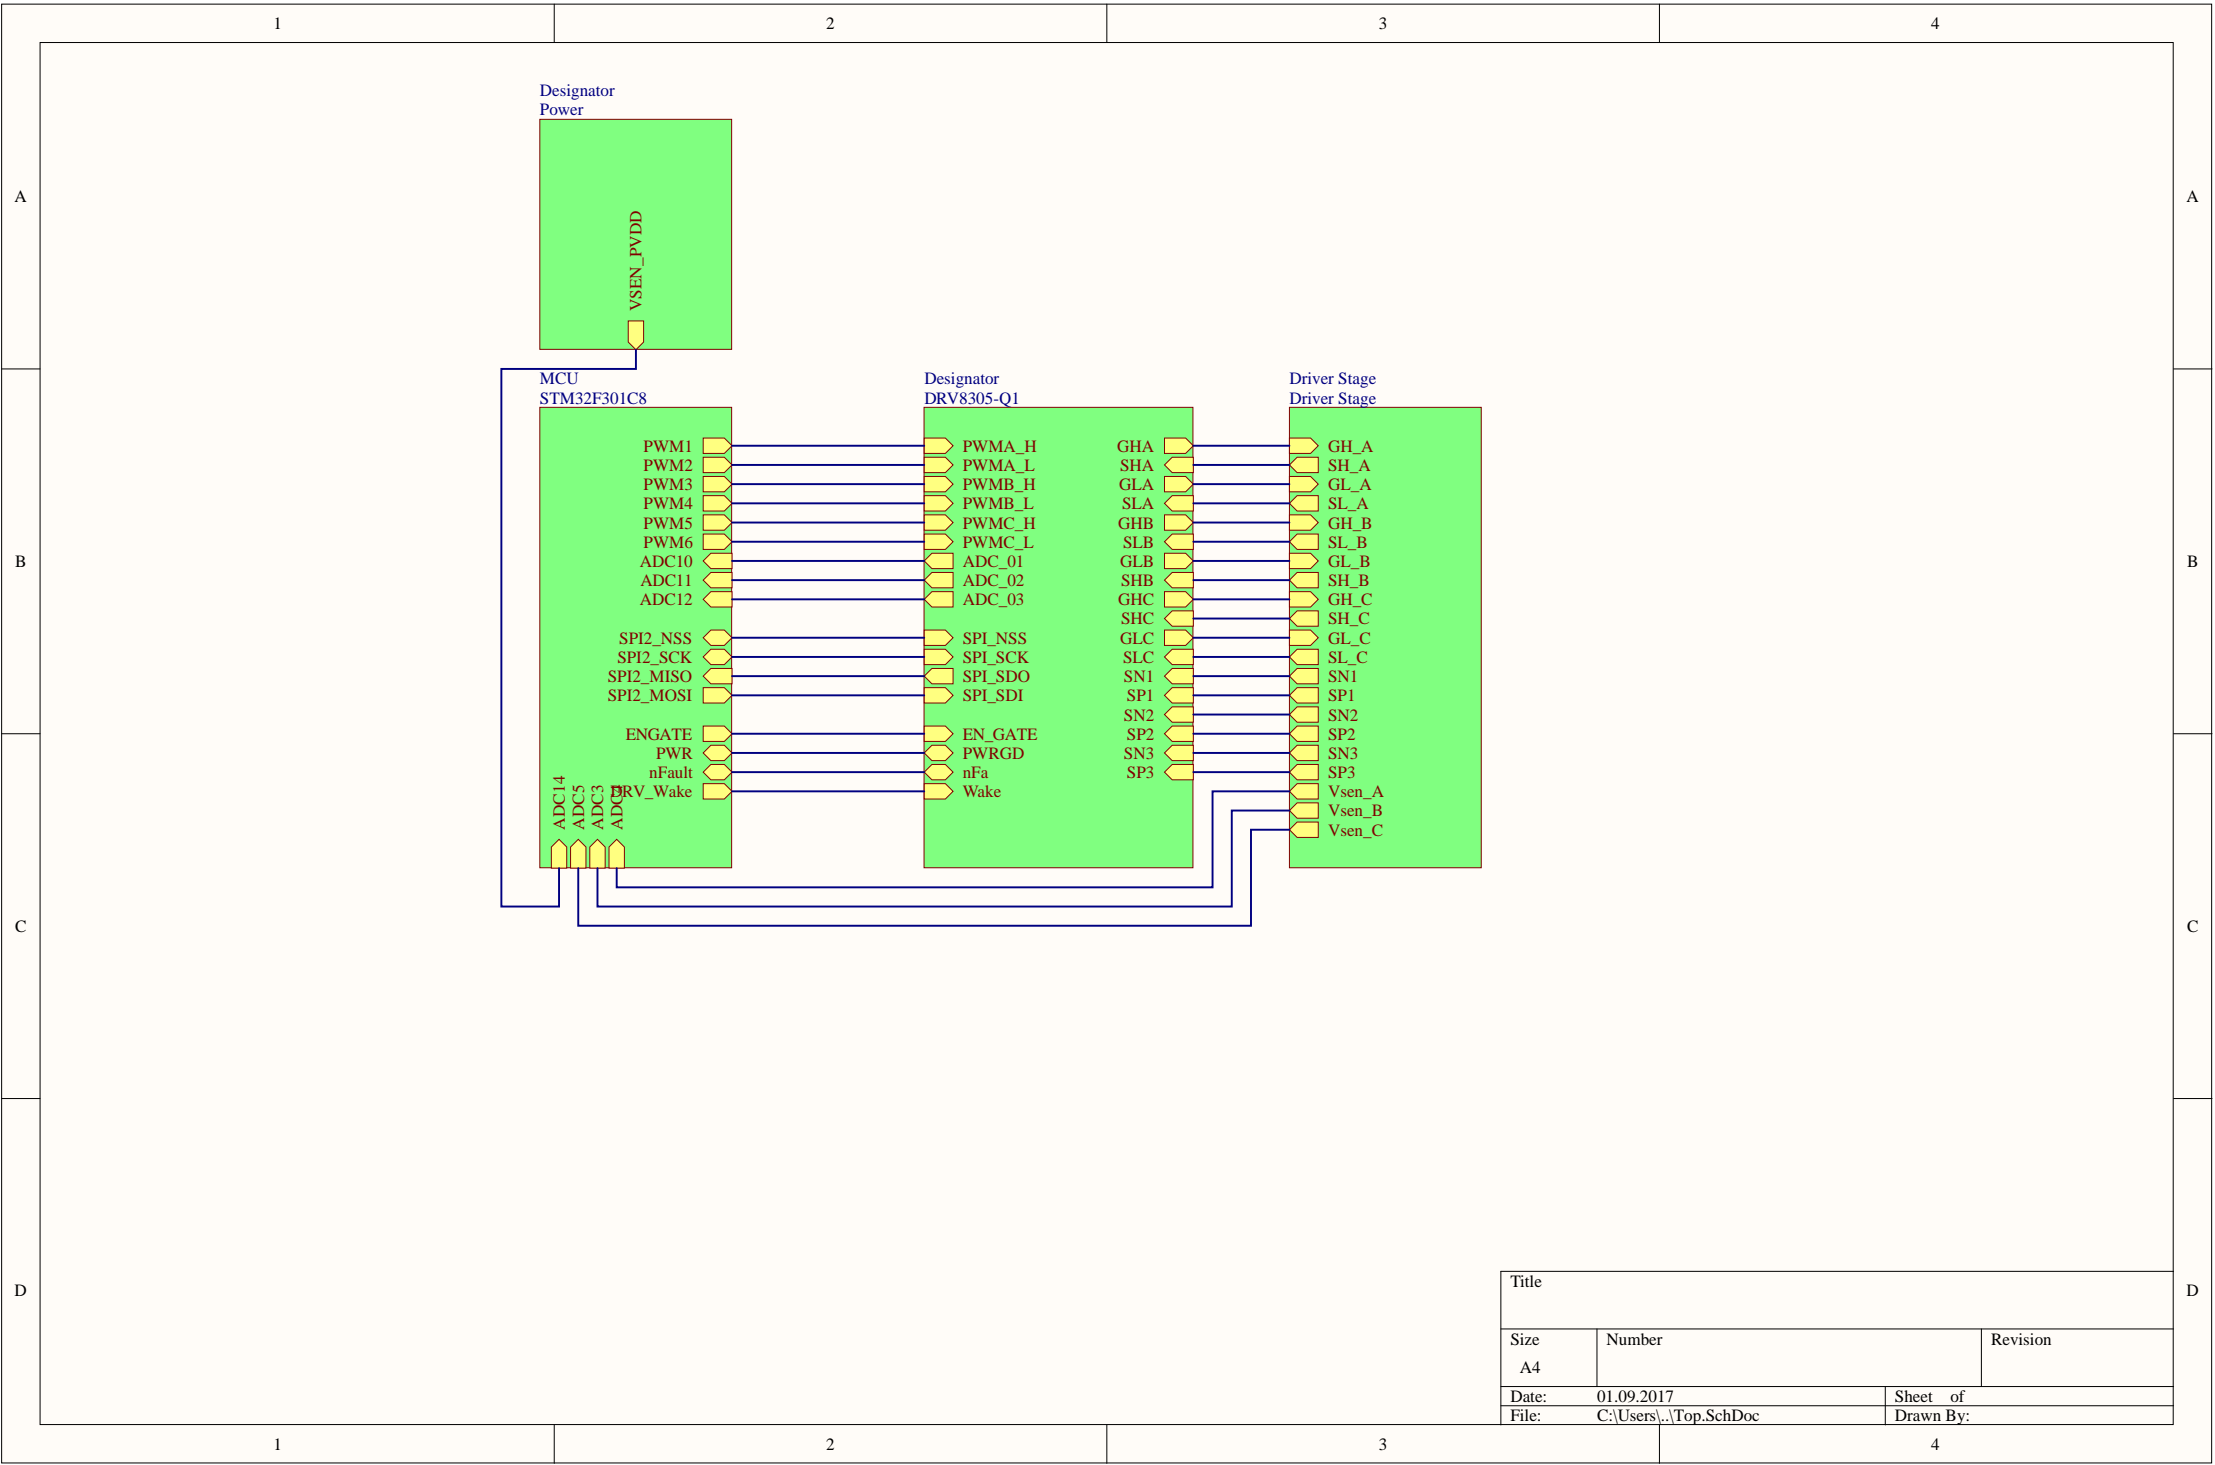 1 2 3 4
Designator
Power
A A
VSEN_PVDD
MCU
STM32F301C8
Designator
DRV8305-Q1
Driver Stage
Driver Stage
PWM1 PWMA_H GHA GH_A
PWM2 PWMA_L SHA SH_A
PWM3 PWMB_H GLA GL_A
PWM4 PWMB_L SLA SL_A
PWM5 PWMC_H GHB GH_B
PWM6 PWMC_L SLB SL_B
B ADC10 ADC_01 GLB GL_B B
ADC11 ADC_02 SHB SH_B
ADC12 ADC_03 GHC GH_C
SHC SH_C
SPI2_NSS SPI_NSS GLC GL_C
SPI2_SCK SPI_SCK SLC SL_C
SPI2_MISO SPI_SDO SN1 SN1
SPI2_MOSI SPI_SDI SP1 SP1
SN2 SN2
ENGATE EN_GATE SP2 SP2
PWR PWRGD SN3 SN3
nFault nFa SP3 SP3
DRV_Wake Wake Vsen_A
Vsen_B
Vsen_C
ADC14
ADC5
ADC3
C C
D D
Title
Size Number Revision
A4
Date: 01.09.2017 Sheet of
File: C:\Users\..\Top.SchDoc Drawn By:
1 2 3 4